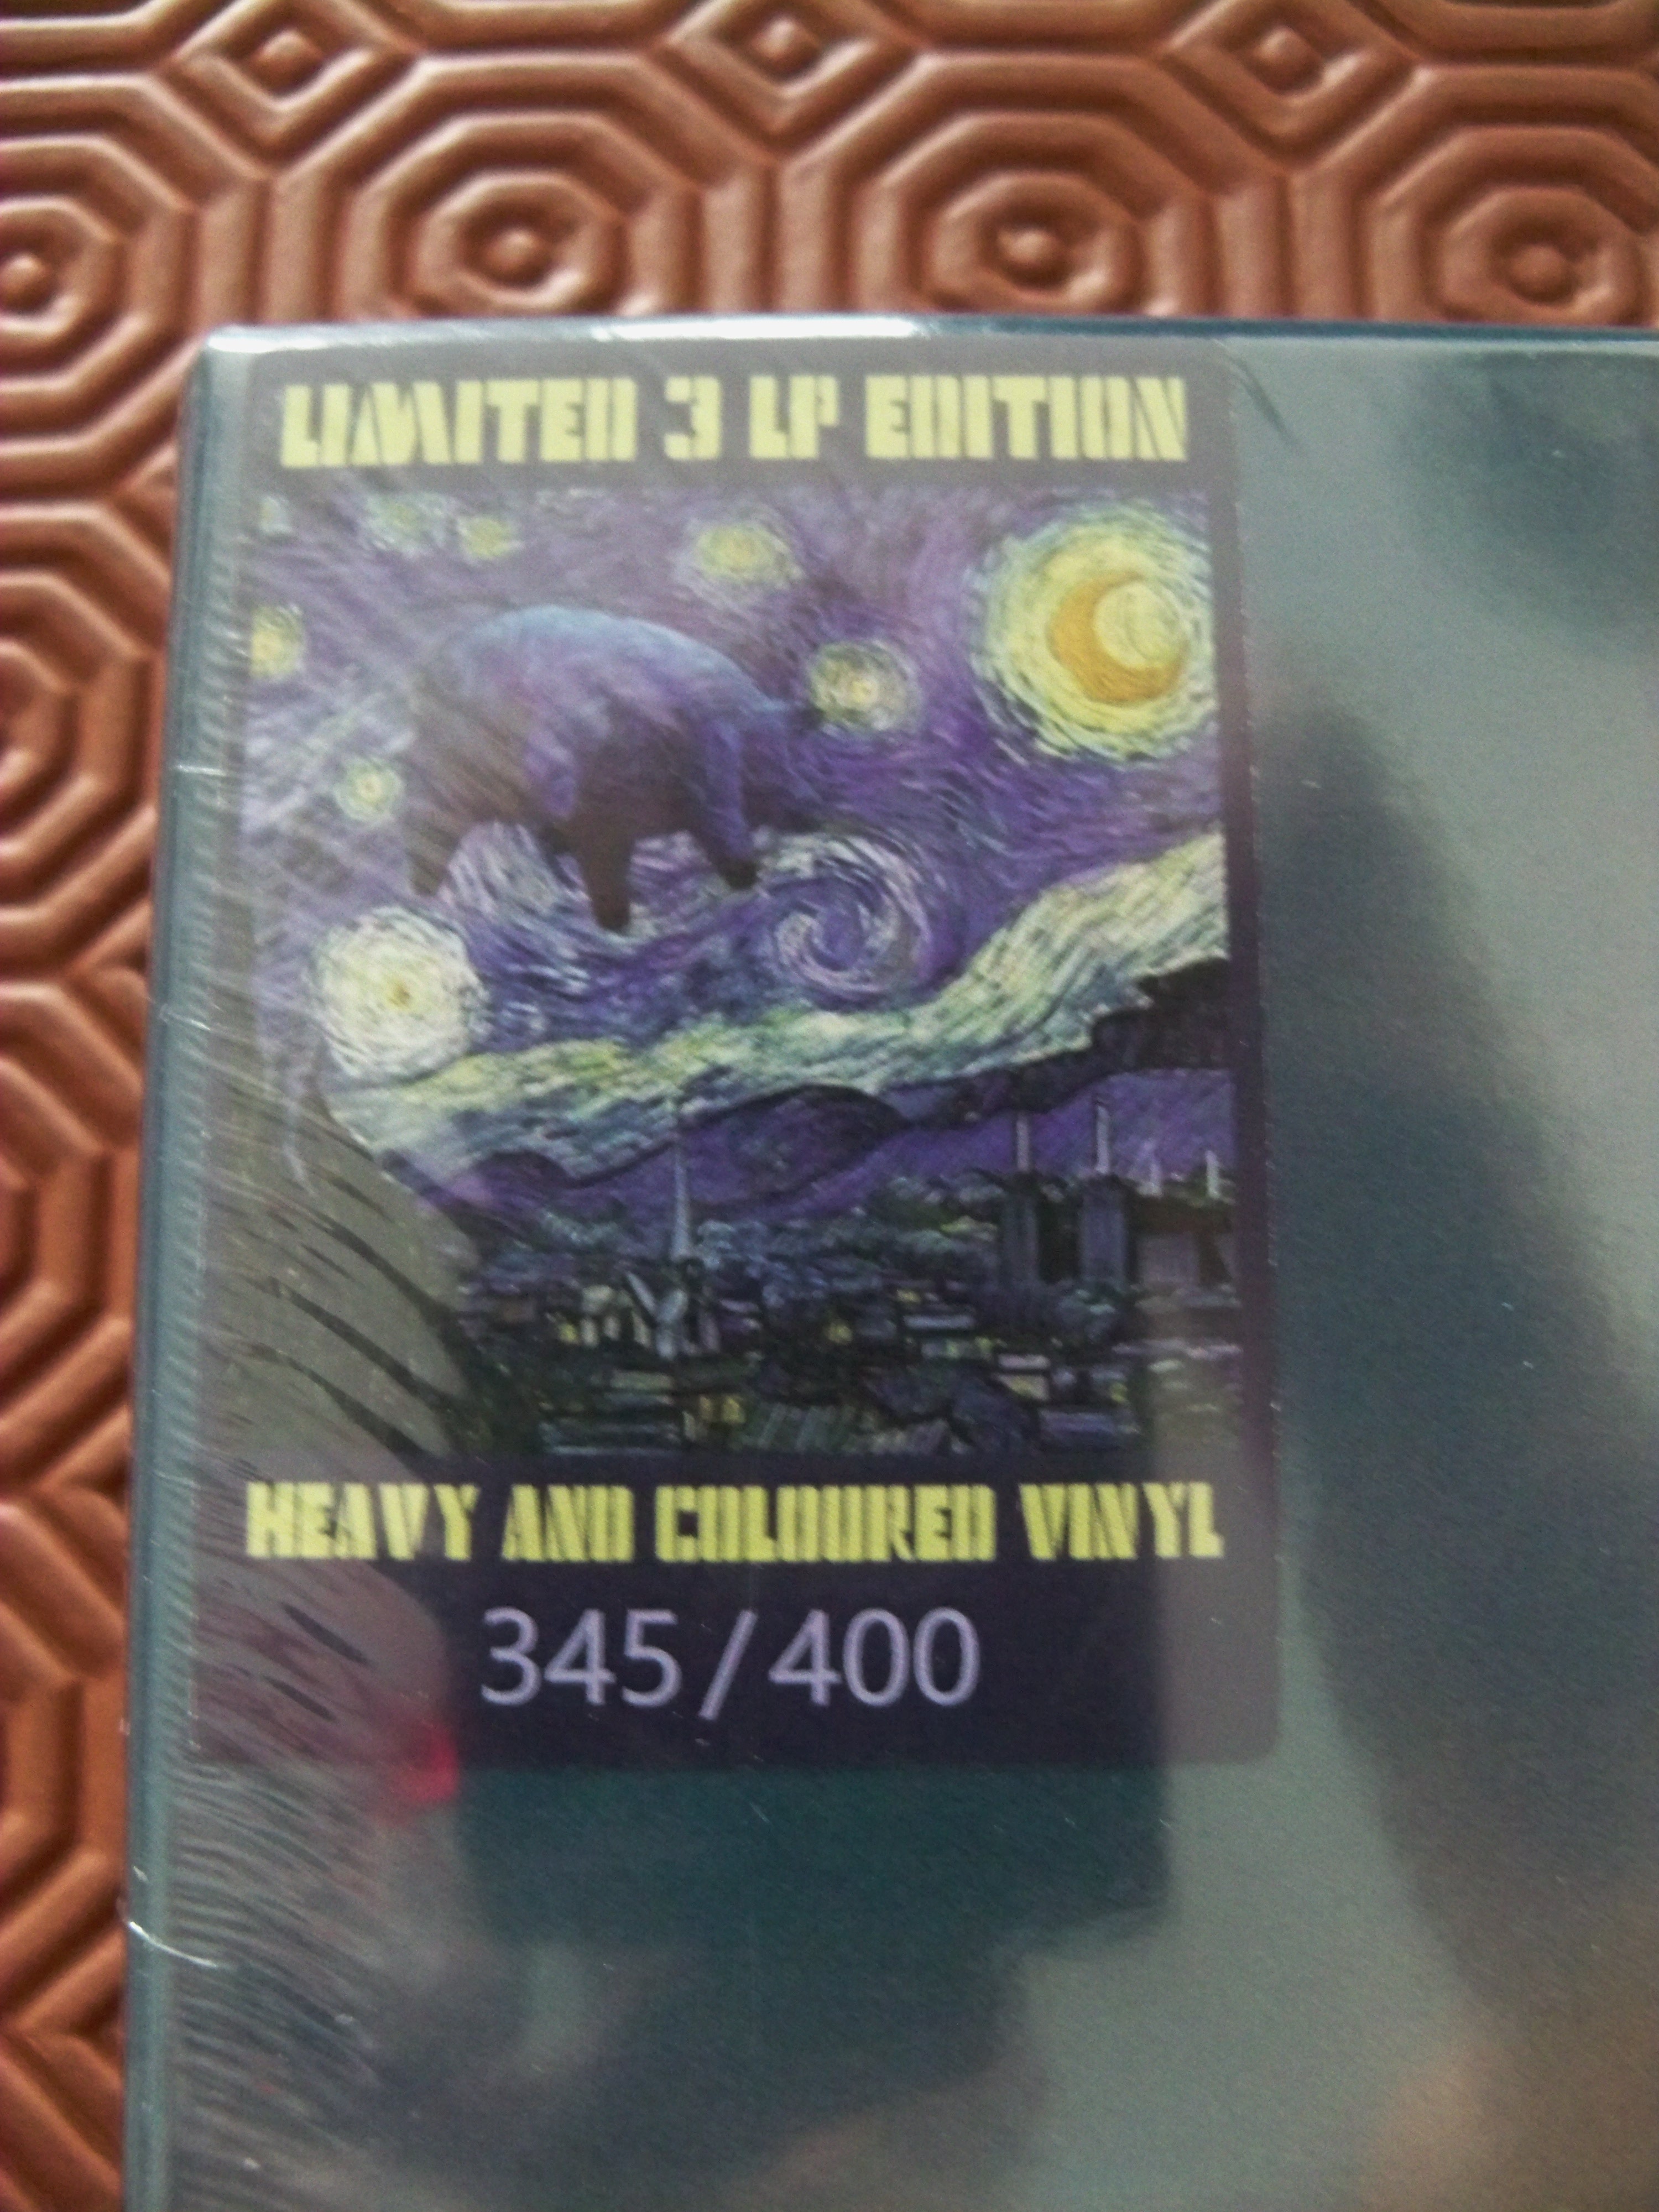 LIMITED 3 LP EDITION
HEAVY AND COLOURED VINYL
345/400